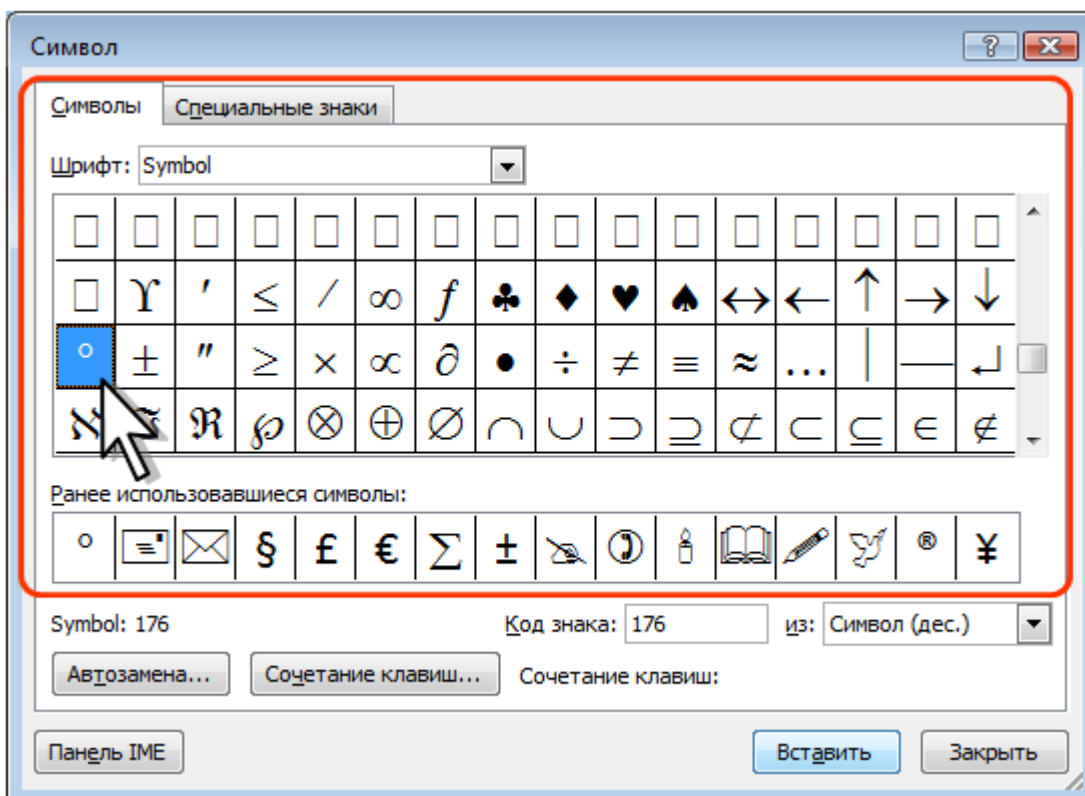 Символ
Символы Специальные знаки
Шрифт: Symbol
□ □ □ □ □ □ □ □ □ □ □ □ □ □ □ □
□ ϒ ′ ≤ ⁄ ∞ ƒ ♣ ♦ ♥ ♠ ↔ ← ↑ → ↓
° ± ″ ≥ × ∝ ∂ • ÷ ≠ ≡ ≈ … │ — ↵
ℵ ℑ ℜ ℘ ⊗ ⊕ ∅ ∩ ∪ ⊃ ⊇ ⊄ ⊂ ⊆ ∈ ∉
Ранее использовавшиеся символы:
° 🖃 ✉ § £ € Σ ± 🕿 ✆ 🕯 🕮 ✎ 🕊 ® ¥
Symbol: 176 Код знака: 176 из: Символ (дес.)
Автозамена... Сочетание клавиш... Сочетание клавиш:
Панель IME Вставить Закрыть